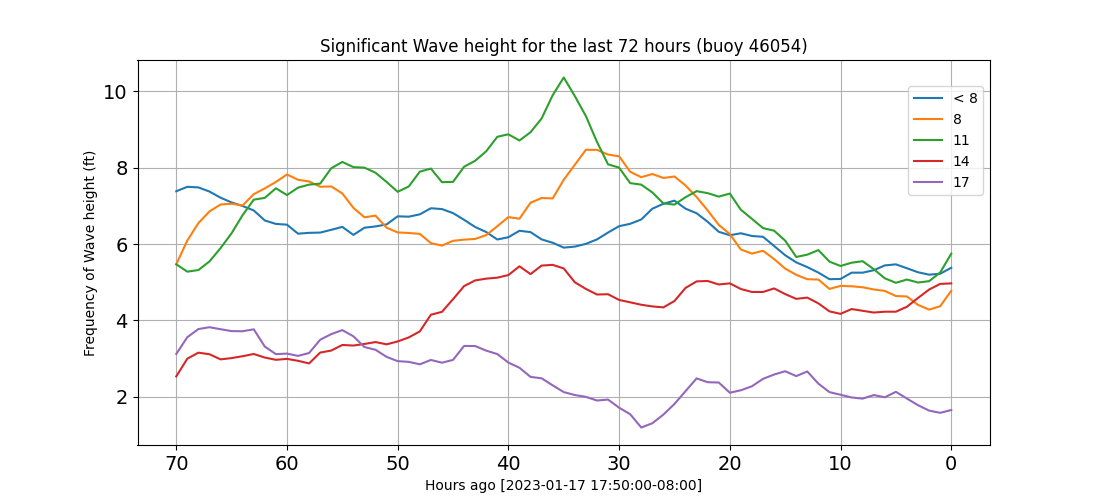 Significant Wave height for the last 72 hours (buoy 46054)
Frequency of Wave height (ft)
10
8
6
4
2
< 8
8
11
14
17
70 60 50 40 30 20 10 0
Hours ago [2023-01-17 17:50:00-08:00]